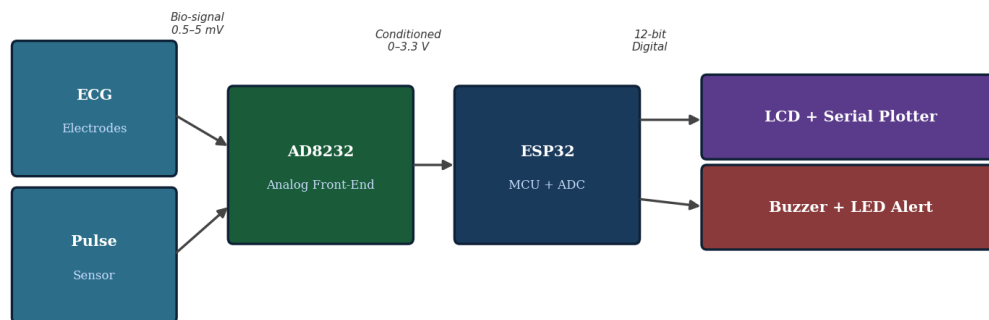 Bio-signal
0.5–5 mV
Conditioned
0–3.3 V
12-bit
Digital
ECG
Electrodes
Pulse
Sensor
AD8232
Analog Front-End
ESP32
MCU + ADC
LCD + Serial Plotter
Buzzer + LED Alert